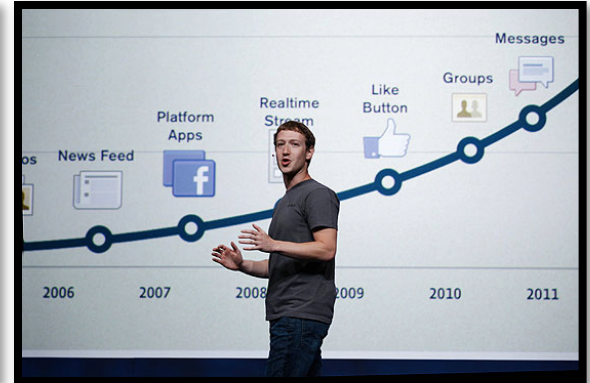 Messages
Groups
Like
Button
Realtime
Stream
Platform
Apps
News Feed
os
f
2006 2007 2008 2009 2010 2011